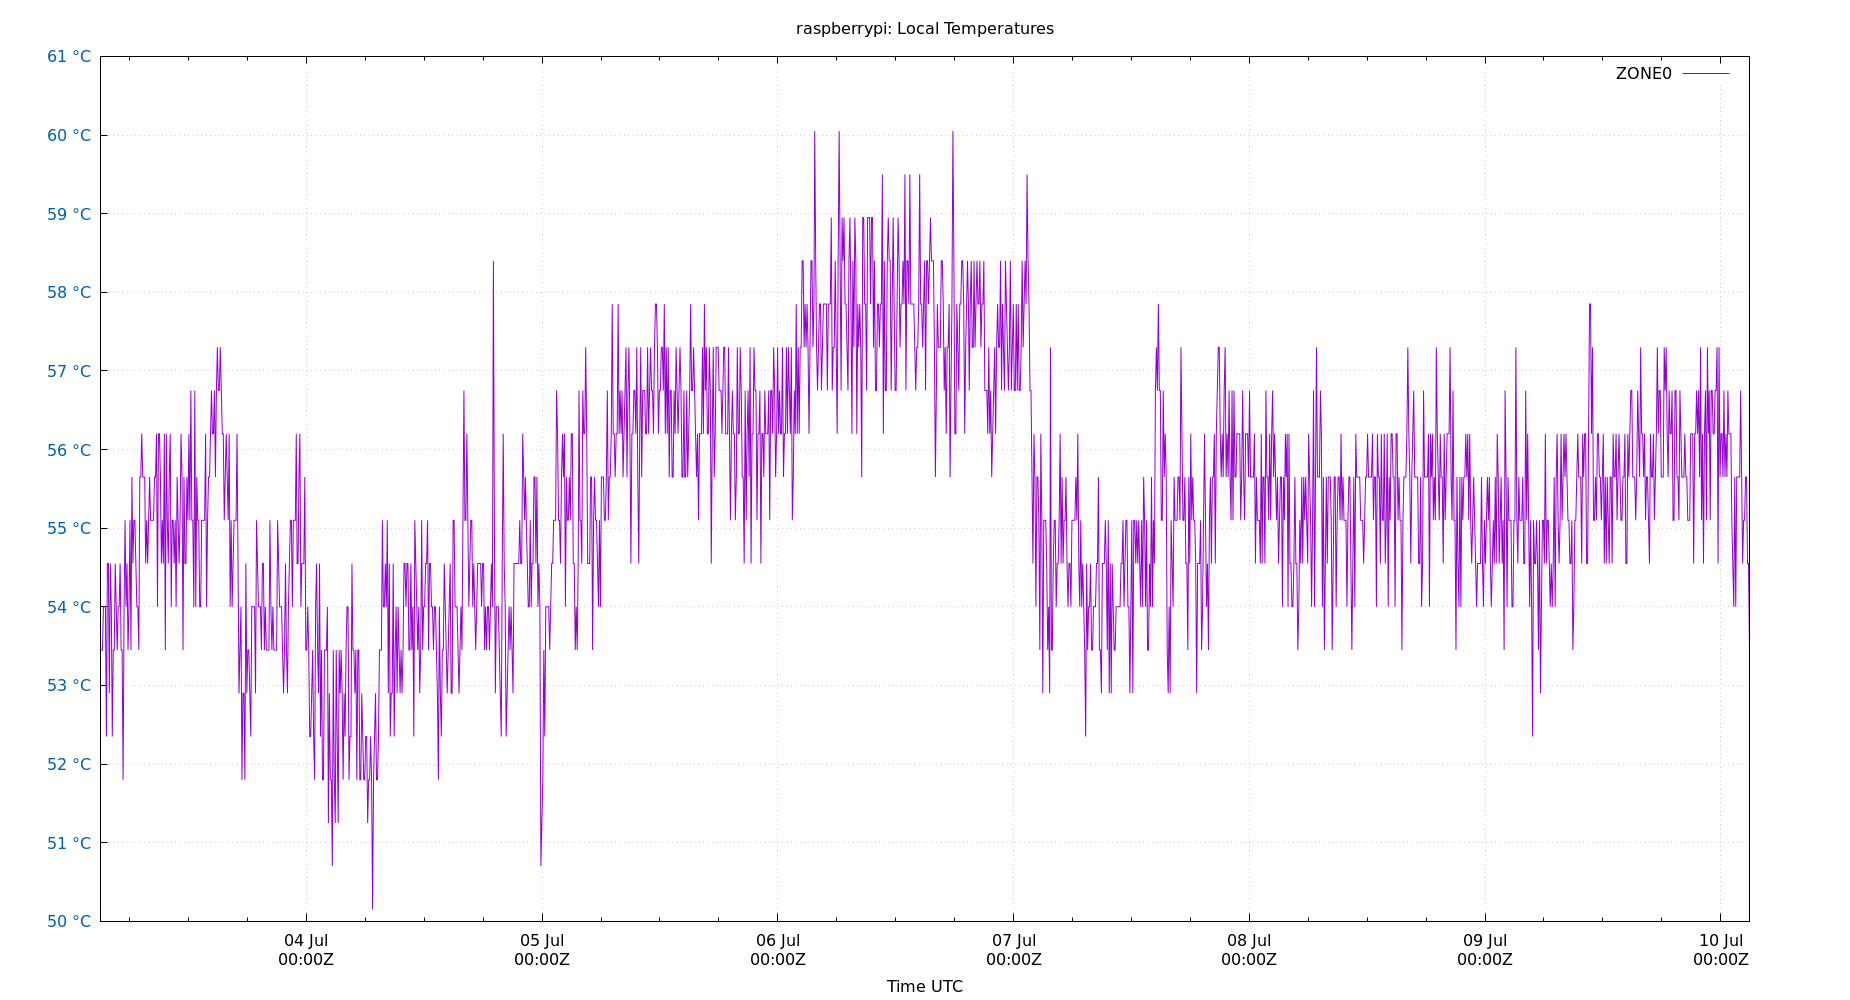 raspberrypi: Local Temperatures
61 °C
ZONE0
60 °C
59 °C
58 °C
57 °C
56 °C
55 °C
54 °C
53 °C
52 °C
51 °C
50 °C
04 Jul 05 Jul 06 Jul 07 Jul 08 Jul 09 Jul 10 Jul
00:00Z 00:00Z 00:00Z 00:00Z 00:00Z 00:00Z 00:00Z
Time UTC